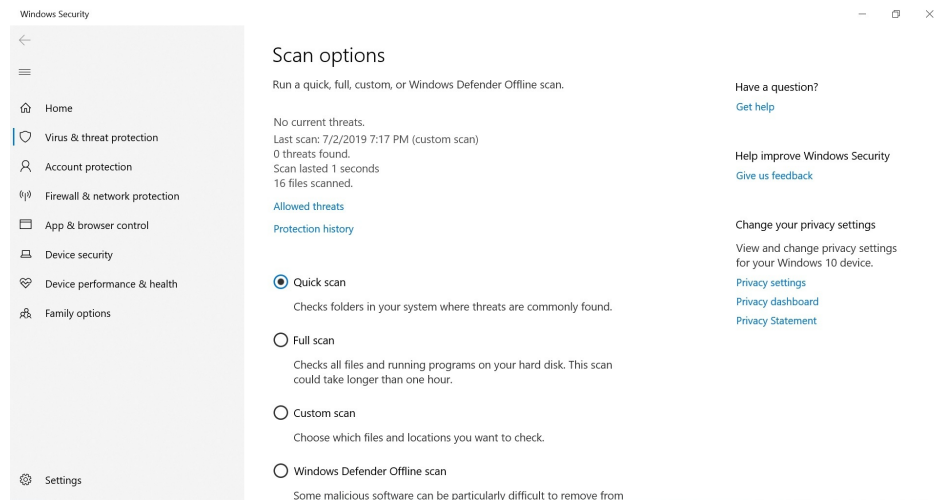 Windows Security
Home
Virus & threat protection
Account protection
Firewall & network protection
App & browser control
Device security
Device performance & health
Family options
Settings
Scan options
Run a quick, full, custom, or Windows Defender Offline scan.
No current threats.
Last scan: 7/2/2019 7:17 PM (custom scan)
0 threats found.
Scan lasted 1 seconds
16 files scanned.
Allowed threats
Protection history
Quick scan
Checks folders in your system where threats are commonly found.
Full scan
Checks all files and running programs on your hard disk. This scan
could take longer than one hour.
Custom scan
Choose which files and locations you want to check.
Windows Defender Offline scan
Some malicious software can be particularly difficult to remove from
Have a question?
Get help
Help improve Windows Security
Give us feedback
Change your privacy settings
View and change privacy settings
for your Windows 10 device.
Privacy settings
Privacy dashboard
Privacy Statement